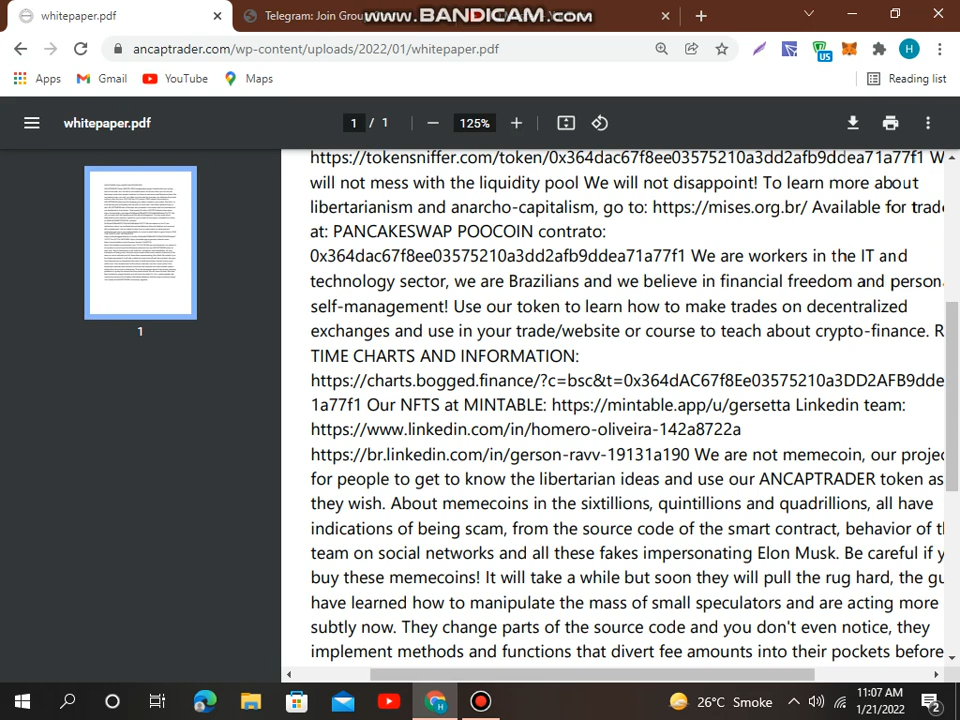 whitepaper.pdf
Telegram: Join Grou
www.BANDICAM.com
ancaptrader.com/wp-content/uploads/2022/01/whitepaper.pdf
US
H
Apps Gmail YouTube Maps Reading list
whitepaper.pdf 1 / 1 125%
1
https://tokensniffer.com/token/0x364dac67f8ee03575210a3dd2afb9ddea71a77f1 W
will not mess with the liquidity pool We will not disappoint! To learn more about
libertarianism and anarcho-capitalism, go to: https://mises.org.br/ Available for trad
at: PANCAKESWAP POOCOIN contrato:
0x364dac67f8ee03575210a3dd2afb9ddea71a77f1 We are workers in the IT and
technology sector, we are Brazilians and we believe in financial freedom and person
self-management! Use our token to learn how to make trades on decentralized
exchanges and use in your trade/website or course to teach about crypto-finance. R
TIME CHARTS AND INFORMATION:
https://charts.bogged.finance/?c=bsc&t=0x364dAC67f8Ee03575210a3DD2AFB9dde
1a77f1 Our NFTS at MINTABLE: https://mintable.app/u/gersetta Linkedin team:
https://www.linkedin.com/in/homero-oliveira-142a8722a
https://br.linkedin.com/in/gerson-ravv-19131a190 We are not memecoin, our projec
for people to get to know the libertarian ideas and use our ANCAPTRADER token as
they wish. About memecoins in the sixtillions, quintillions and quadrillions, all have
indications of being scam, from the source code of the smart contract, behavior of th
team on social networks and all these fakes impersonating Elon Musk. Be careful if y
buy these memecoins! It will take a while but soon they will pull the rug hard, the gu
have learned how to manipulate the mass of small speculators and are acting more
subtly now. They change parts of the source code and you don't even notice, they
implement methods and functions that divert fee amounts into their pockets before
26°C Smoke
11:07 AM
1/21/2022
2